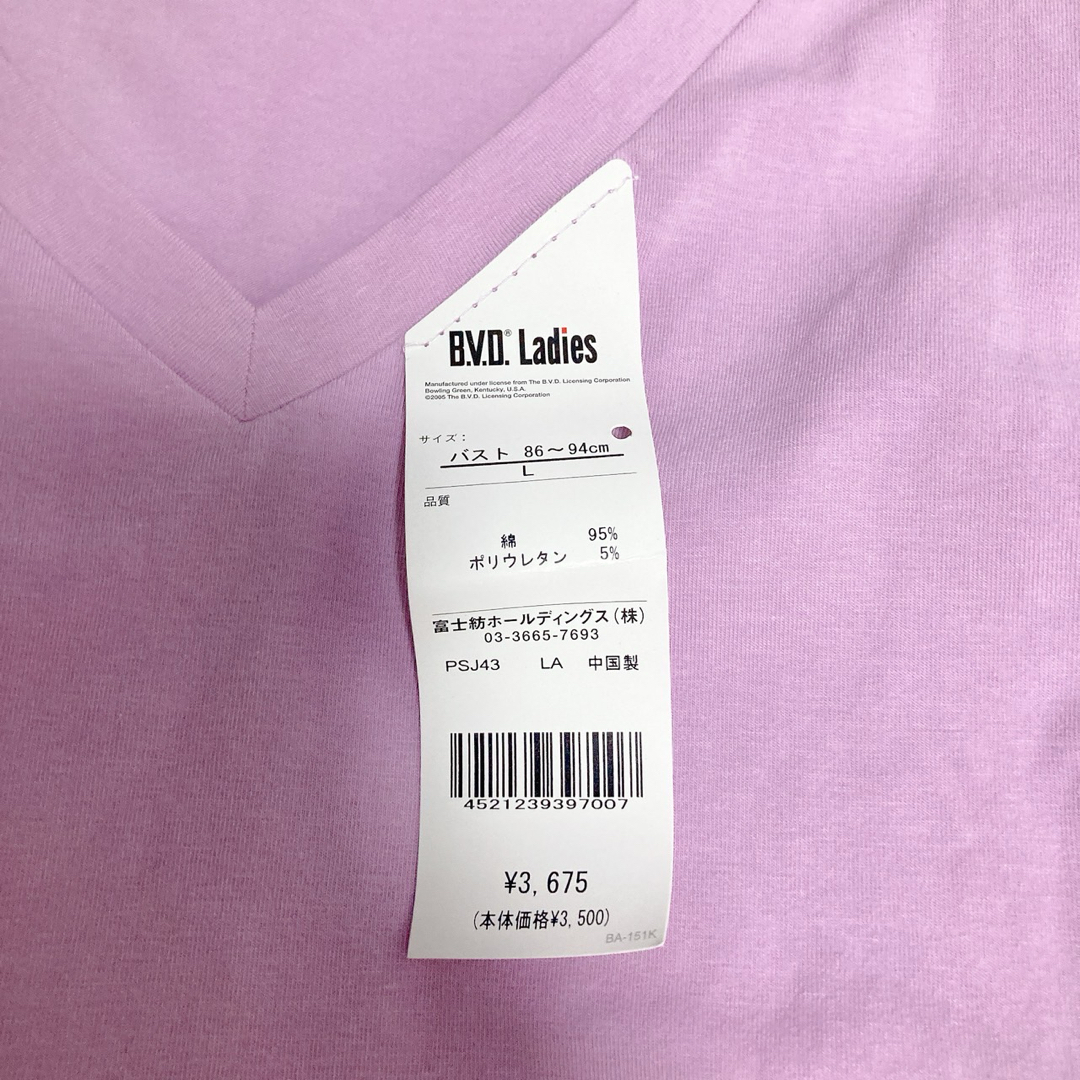 B.V.D.® Ladies
Manufactured under license from The B.V.D. Licensing Corporation
Bowling Green, Kentucky, U.S.A.
©2005 The B.V.D. Licensing Corporation
サイズ：
バスト 86～94cm
L
品質
綿 95%
ポリウレタン 5%
富士紡ホールディングス(株)
03-3665-7693
PSJ43 LA 中国製
4521239397007
¥3,675
(本体価格¥3,500)
BA-151K